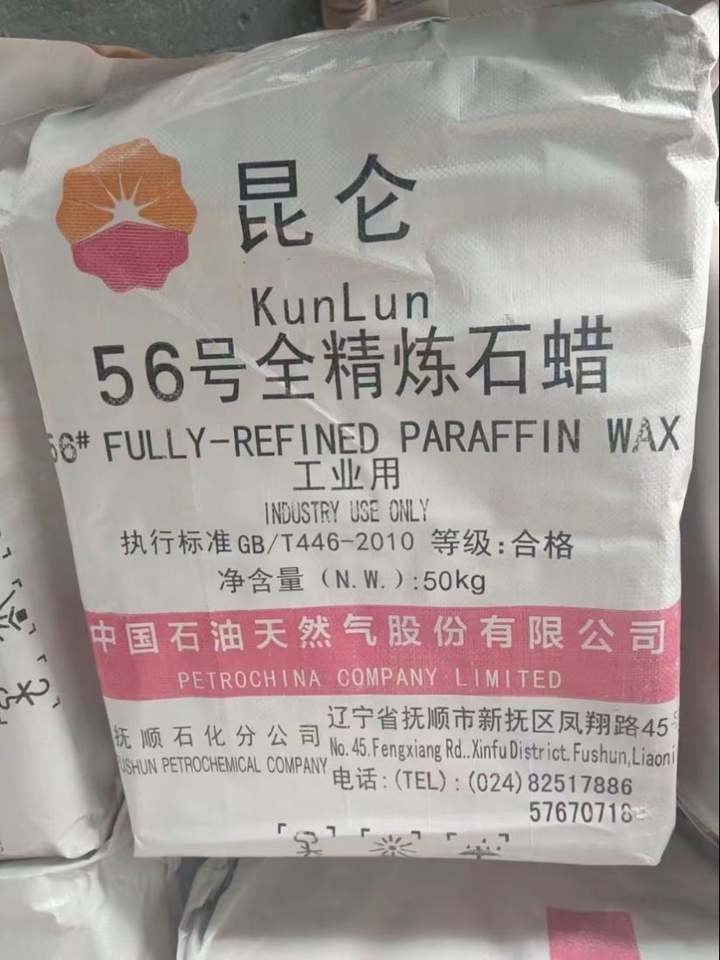 昆仑
KunLun
56号全精炼石蜡
56# FULLY-REFINED PARAFFIN WAX
工业用
INDUSTRY USE ONLY
执行标准GB/T446-2010 等级:合格
净含量(N.W.):50kg
中国石油天然气股份有限公司
PETROCHINA COMPANY LIMITED
抚顺石化分公司
FUSHUN PETROCHEMICAL COMPANY
辽宁省抚顺市新抚区凤翔路45号
No.45.Fengxiang Rd..Xinfu District.Fushun,Liaoni
电话:(TEL):(024)82517886
57670718